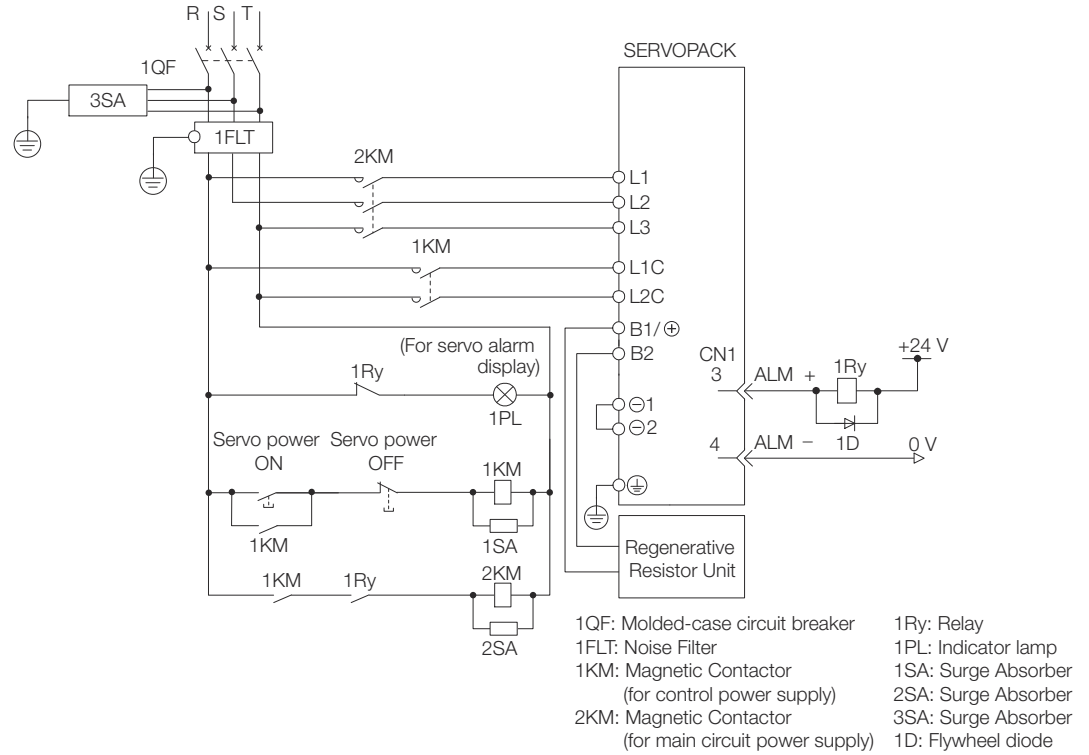 R S T
1QF
3SA
1FLT
SERVOPACK
2KM
L1
L2
L3
1KM
L1C
L2C
B1/⊕
B2
(For servo alarm
display)
1Ry
1PL
CN1
3
ALM +
1Ry
+24 V
1D
⊖1
⊖2
4
ALM −
0 V
Servo power
ON
Servo power
OFF
1KM
1KM
1SA
1KM
1Ry
2KM
2SA
Regenerative
Resistor Unit
1QF: Molded-case circuit breaker
1FLT: Noise Filter
1KM: Magnetic Contactor
(for control power supply)
2KM: Magnetic Contactor
(for main circuit power supply)
1Ry: Relay
1PL: Indicator lamp
1SA: Surge Absorber
2SA: Surge Absorber
3SA: Surge Absorber
1D: Flywheel diode